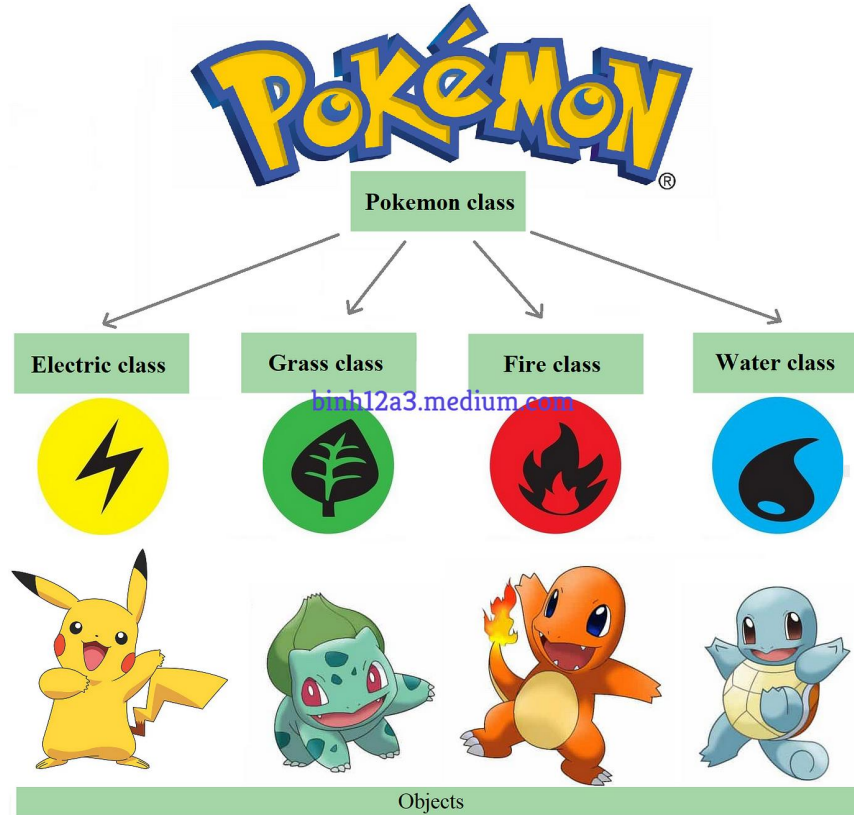 POKéMON
®
Pokemon class
Electric class
Grass class
Fire class
Water class
binh12a3.medium.com
Objects